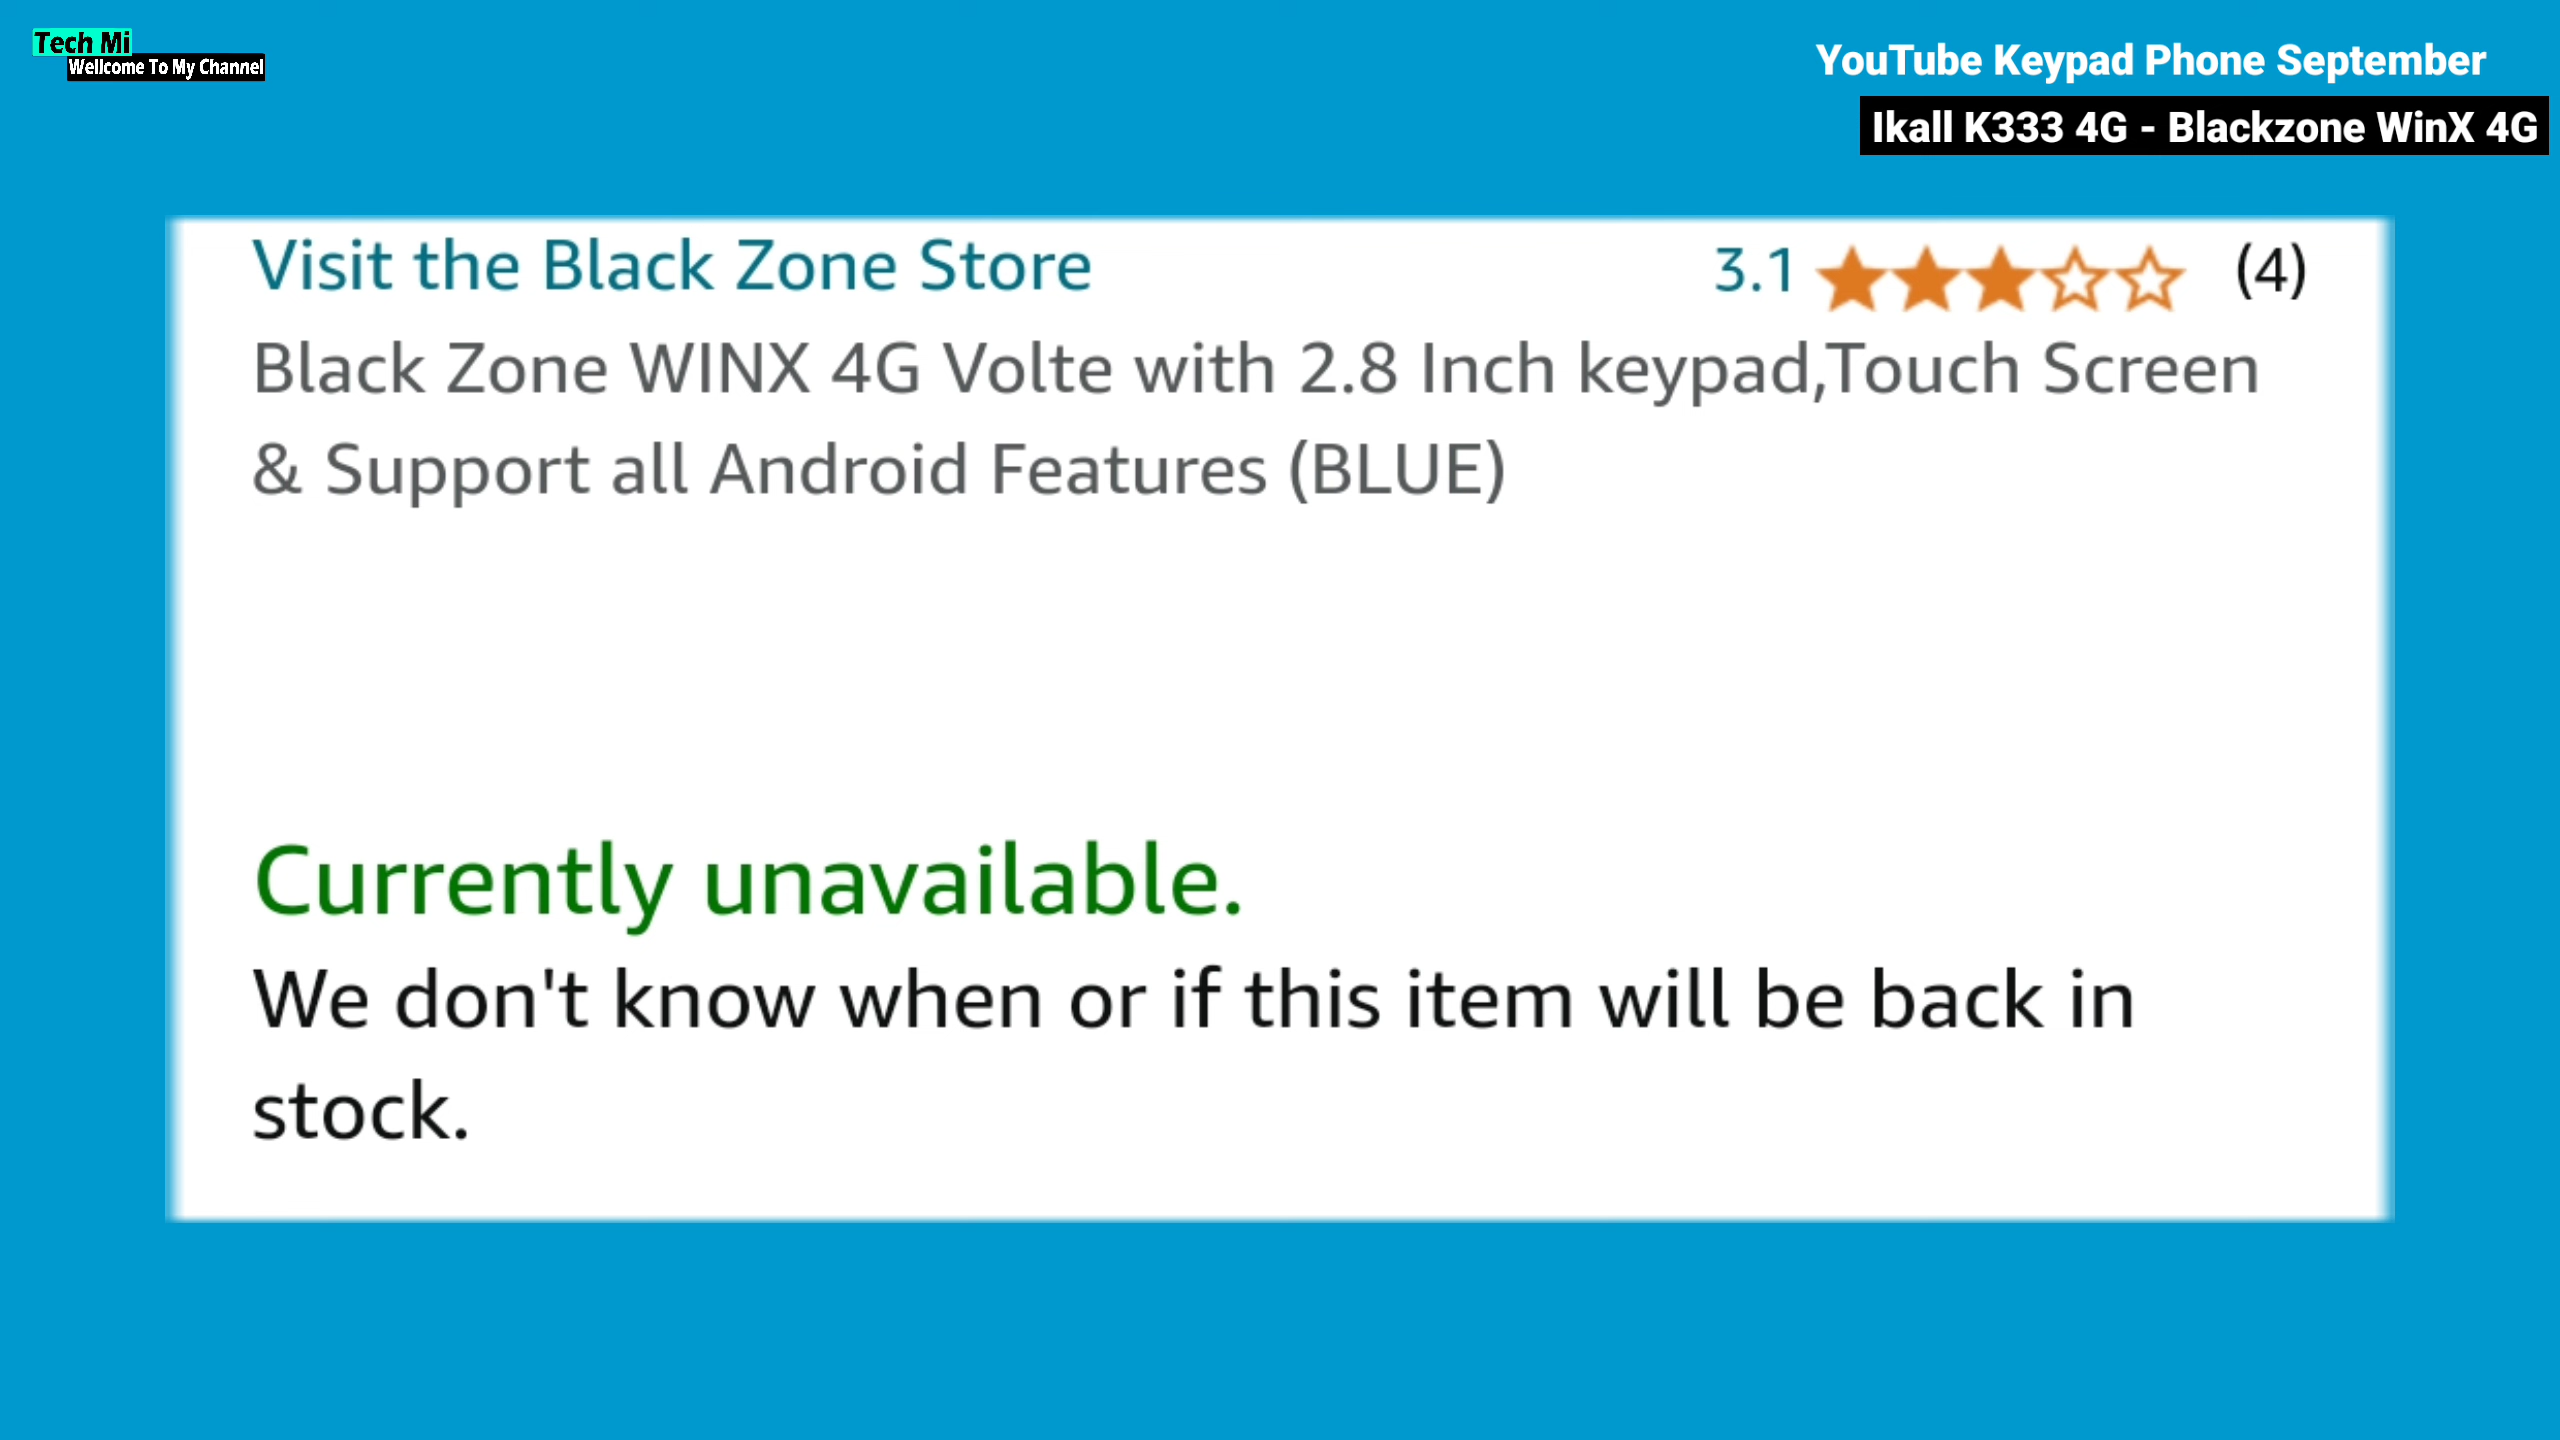 Tech Mi
Wellcome To My Channel
YouTube Keypad Phone September
Ikall K333 4G - Blackzone WinX 4G
Visit the Black Zone Store
3.1 (4)
Black Zone WINX 4G Volte with 2.8 Inch keypad,Touch Screen
& Support all Android Features (BLUE)
Currently unavailable.
We don't know when or if this item will be back in
stock.